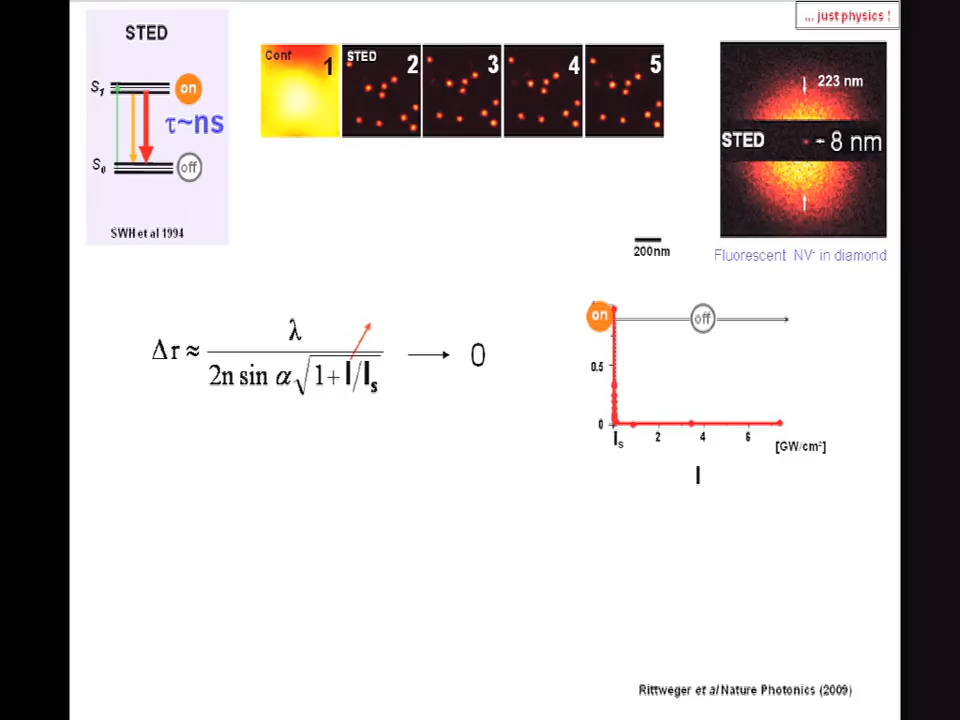 ... just physics !
STED
S1
on
τ~ns
S0
off
SWH et al 1994
Conf
1
STED
2
3
4
5
200nm
223 nm
STED
8 nm
Fluorescent NV- in diamond
Δr ≈ λ / 2n sin α √1+I/Is → 0
on
off
0.5
0
Is
2
4
6
[GW/cm²]
I
Rittweger et al Nature Photonics (2009)